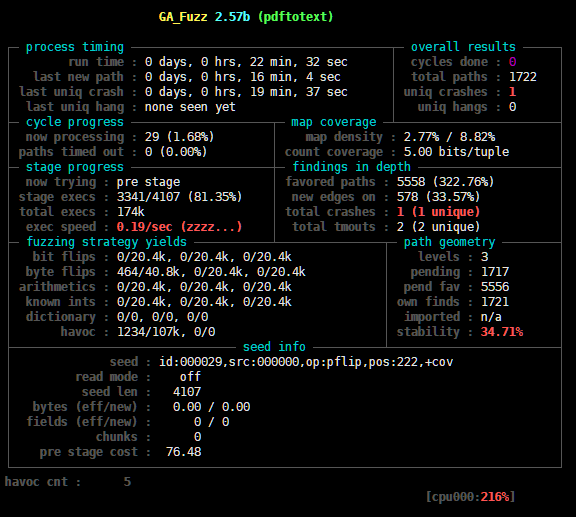 GA_Fuzz 2.57b (pdftotext)
process timing overall results
run time : 0 days, 0 hrs, 22 min, 32 sec cycles done : 0
last new path : 0 days, 0 hrs, 16 min, 4 sec total paths : 1722
last uniq crash : 0 days, 0 hrs, 19 min, 37 sec uniq crashes : 1
last uniq hang : none seen yet uniq hangs : 0
cycle progress map coverage
now processing : 29 (1.68%) map density : 2.77% / 8.82%
paths timed out : 0 (0.00%) count coverage : 5.00 bits/tuple
stage progress findings in depth
now trying : pre stage favored paths : 5558 (322.76%)
stage execs : 3341/4107 (81.35%) new edges on : 578 (33.57%)
total execs : 174k total crashes : 1 (1 unique)
exec speed : 0.19/sec (zzzz...) total tmouts : 2 (2 unique)
fuzzing strategy yields path geometry
bit flips : 0/20.4k, 0/20.4k, 0/20.4k levels : 3
byte flips : 464/40.8k, 0/20.4k, 0/20.4k pending : 1717
arithmetics : 0/20.4k, 0/20.4k, 0/20.4k pend fav : 5556
known ints : 0/20.4k, 0/20.4k, 0/20.4k own finds : 1721
dictionary : 0/0, 0/0, 0/0 imported : n/a
havoc : 1234/107k, 0/0 stability : 34.71%
seed info
seed : id:000029,src:000000,op:pflip,pos:222,+cov
read mode : off
seed len : 4107
bytes (eff/new) : 0.00 / 0.00
fields (eff/new) : 0 / 0
chunks : 0
pre stage cost : 76.48
havoc cnt : 5
[cpu000:216%]